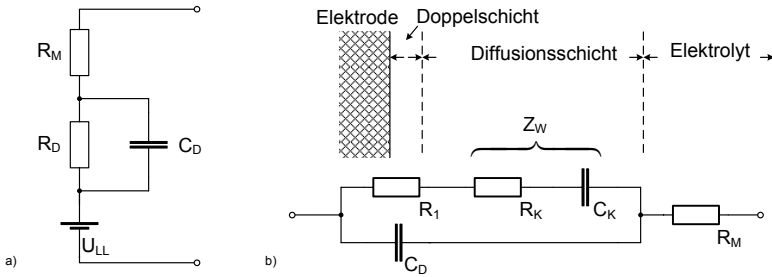 R_M
R_D
C_D
U_LL
a)
Elektrode
Doppelschicht
Diffusionsschicht
Elektrolyt
Z_W
R_1
R_K
C_K
R_M
C_D
b)